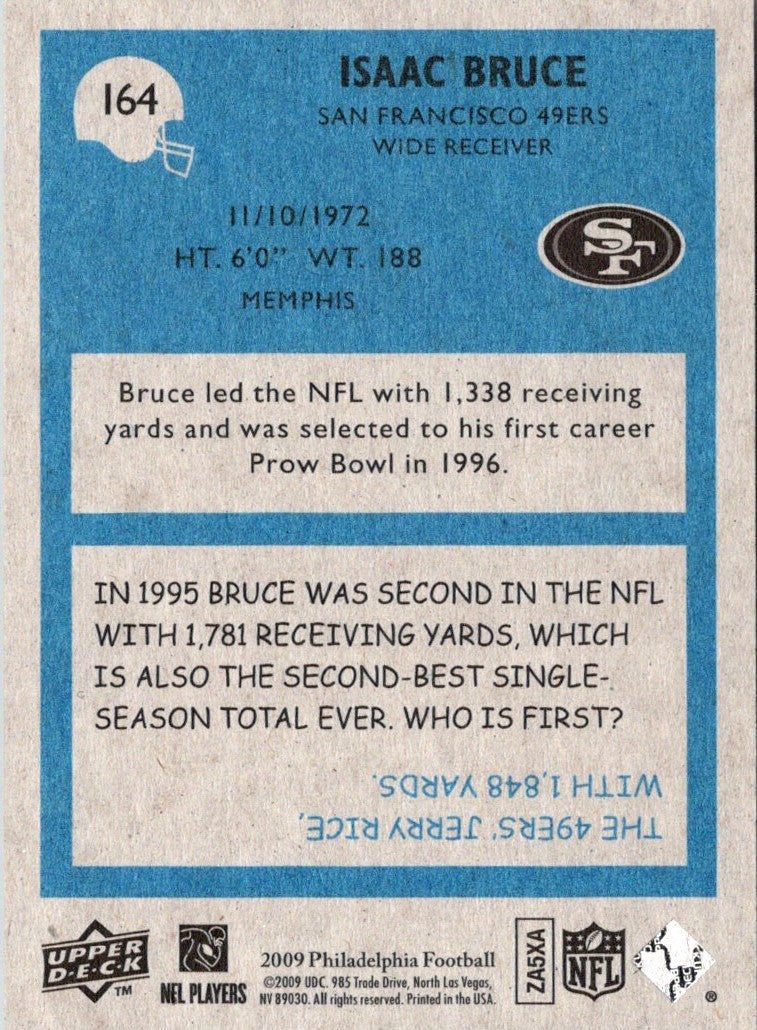 164
ISAAC BRUCE
SAN FRANCISCO 49ERS
WIDE RECEIVER
11/10/1972
HT. 6'0" WT. 188
MEMPHIS
SF
Bruce led the NFL with 1,338 receiving
yards and was selected to his first career
Prow Bowl in 1996.
IN 1995 BRUCE WAS SECOND IN THE NFL
WITH 1,781 RECEIVING YARDS, WHICH
IS ALSO THE SECOND-BEST SINGLE-
SEASON TOTAL EVER. WHO IS FIRST?
THE 49ERS' JERRY RICE,
WITH 1,848 YARDS.
UPPER
D·E·C·K
TM
NFL PLAYERS
2009 Philadelphia Football
©2009 UDC. 985 Trade Drive, North Las Vegas,
NV 89030. All rights reserved. Printed in the USA.
ZA5XA
NFL
®